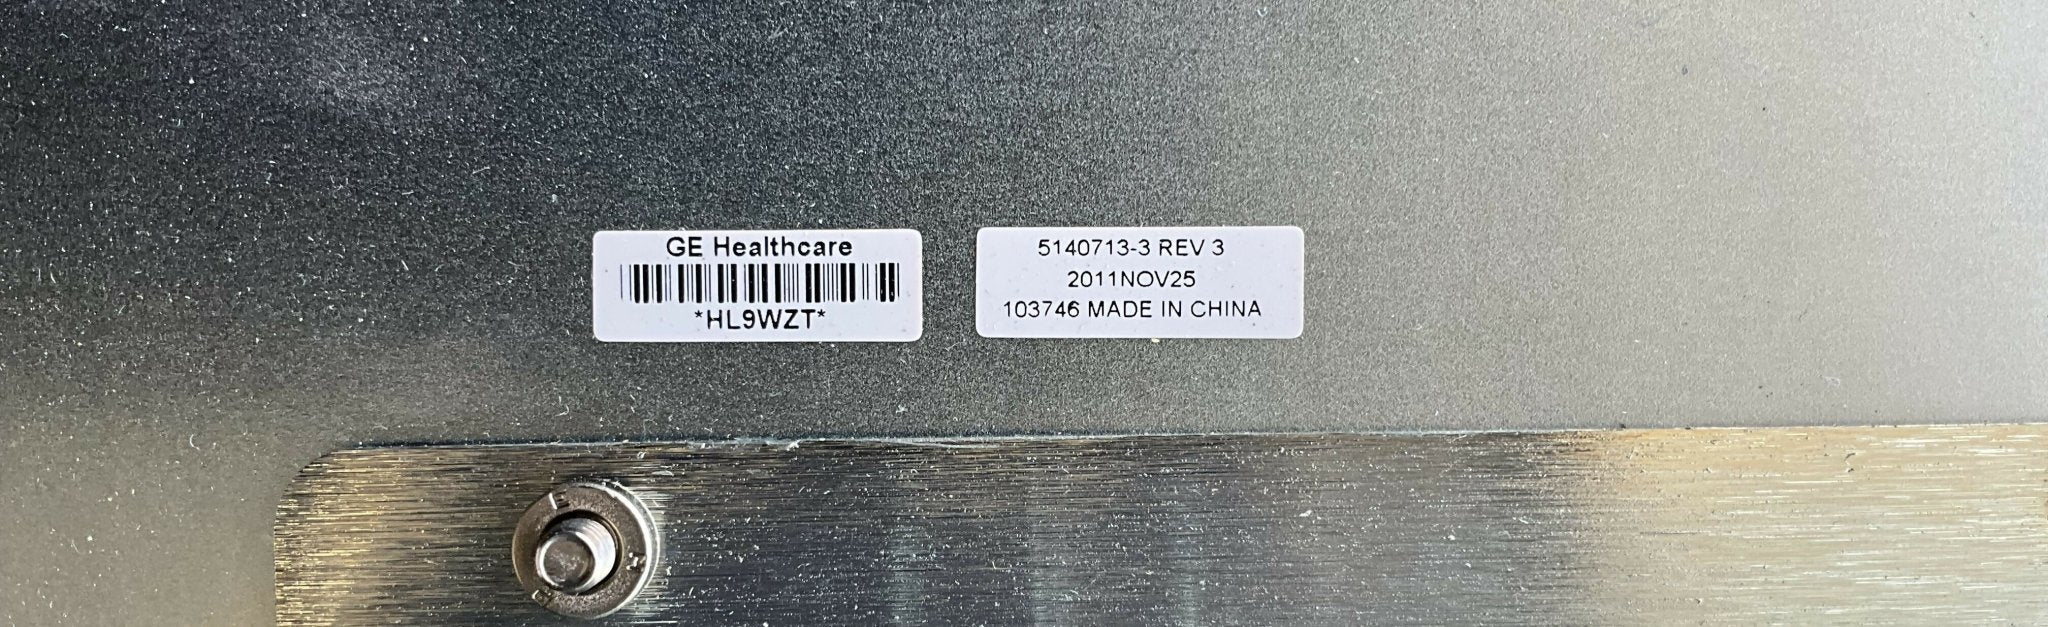 GE Healthcare
*HL9WZT*
5140713-3 REV 3
2011NOV25
103746 MADE IN CHINA